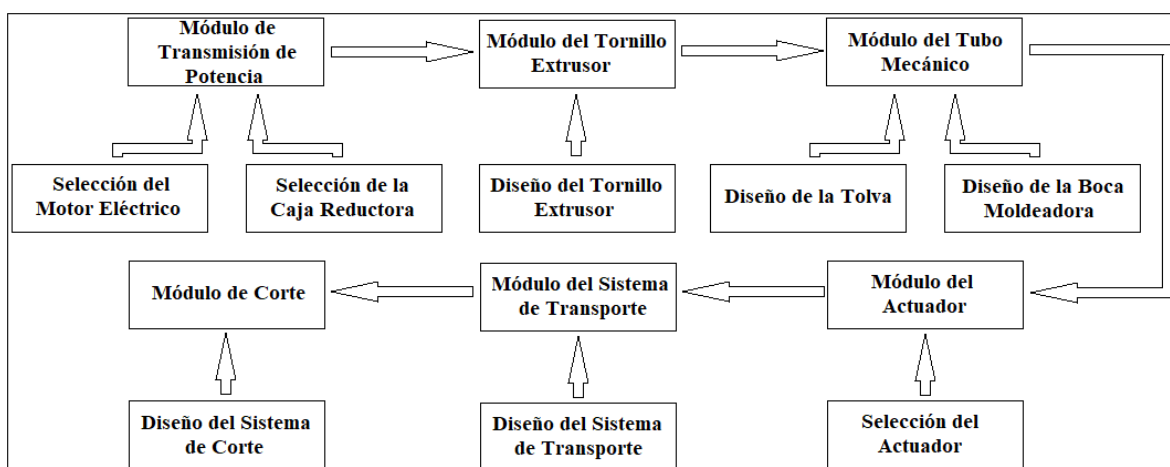 Módulo de
Transmisión de
Potencia
Módulo del Tornillo
Extrusor
Módulo del Tubo
Mecánico
Selección del
Motor Eléctrico
Selección de la
Caja Reductora
Diseño del Tornillo
Extrusor
Diseño de la Tolva
Diseño de la Boca
Moldeadora
Módulo de Corte
Módulo del Sistema
de Transporte
Módulo del
Actuador
Diseño del Sistema
de Corte
Diseño del Sistema
de Transporte
Selección del
Actuador